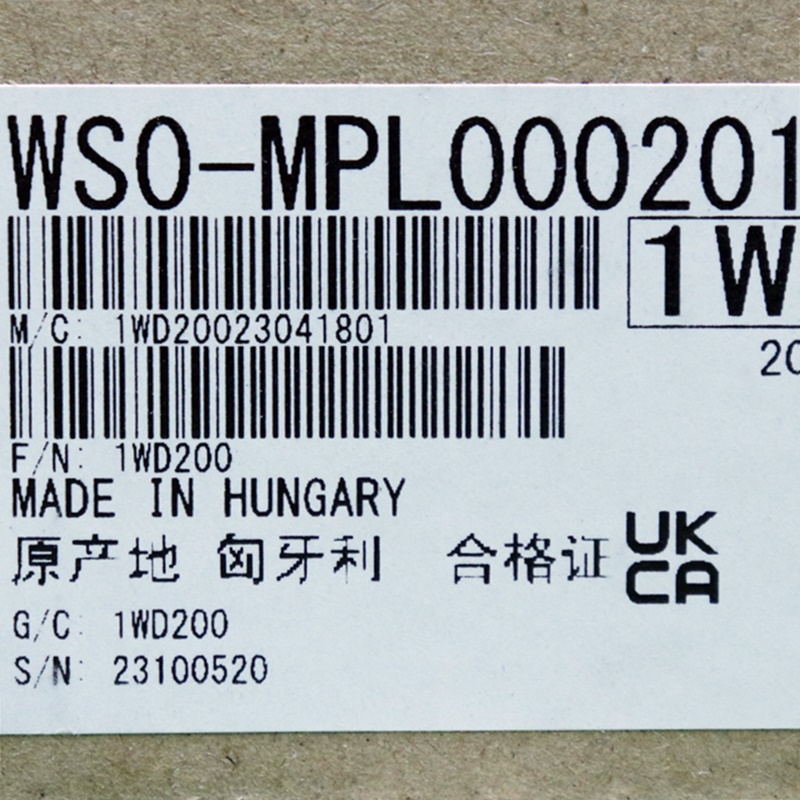 WSO-MPL000201
1W
M/C: 1WD20023041801
20
F/N: 1WD200
MADE IN HUNGARY
原产地 匈牙利 合格证
UK
CA
G/C: 1WD200
S/N: 23100520